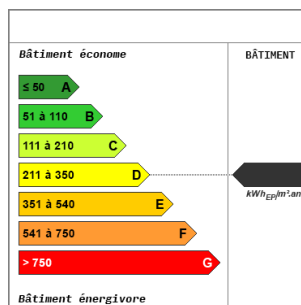 Bâtiment économe
BÂTIMENT
≤ 50 A
51 à 110 B
111 à 210 C
211 à 350 D
351 à 540 E
541 à 750 F
> 750 G
kWhEP/m².an
Bâtiment énergivore